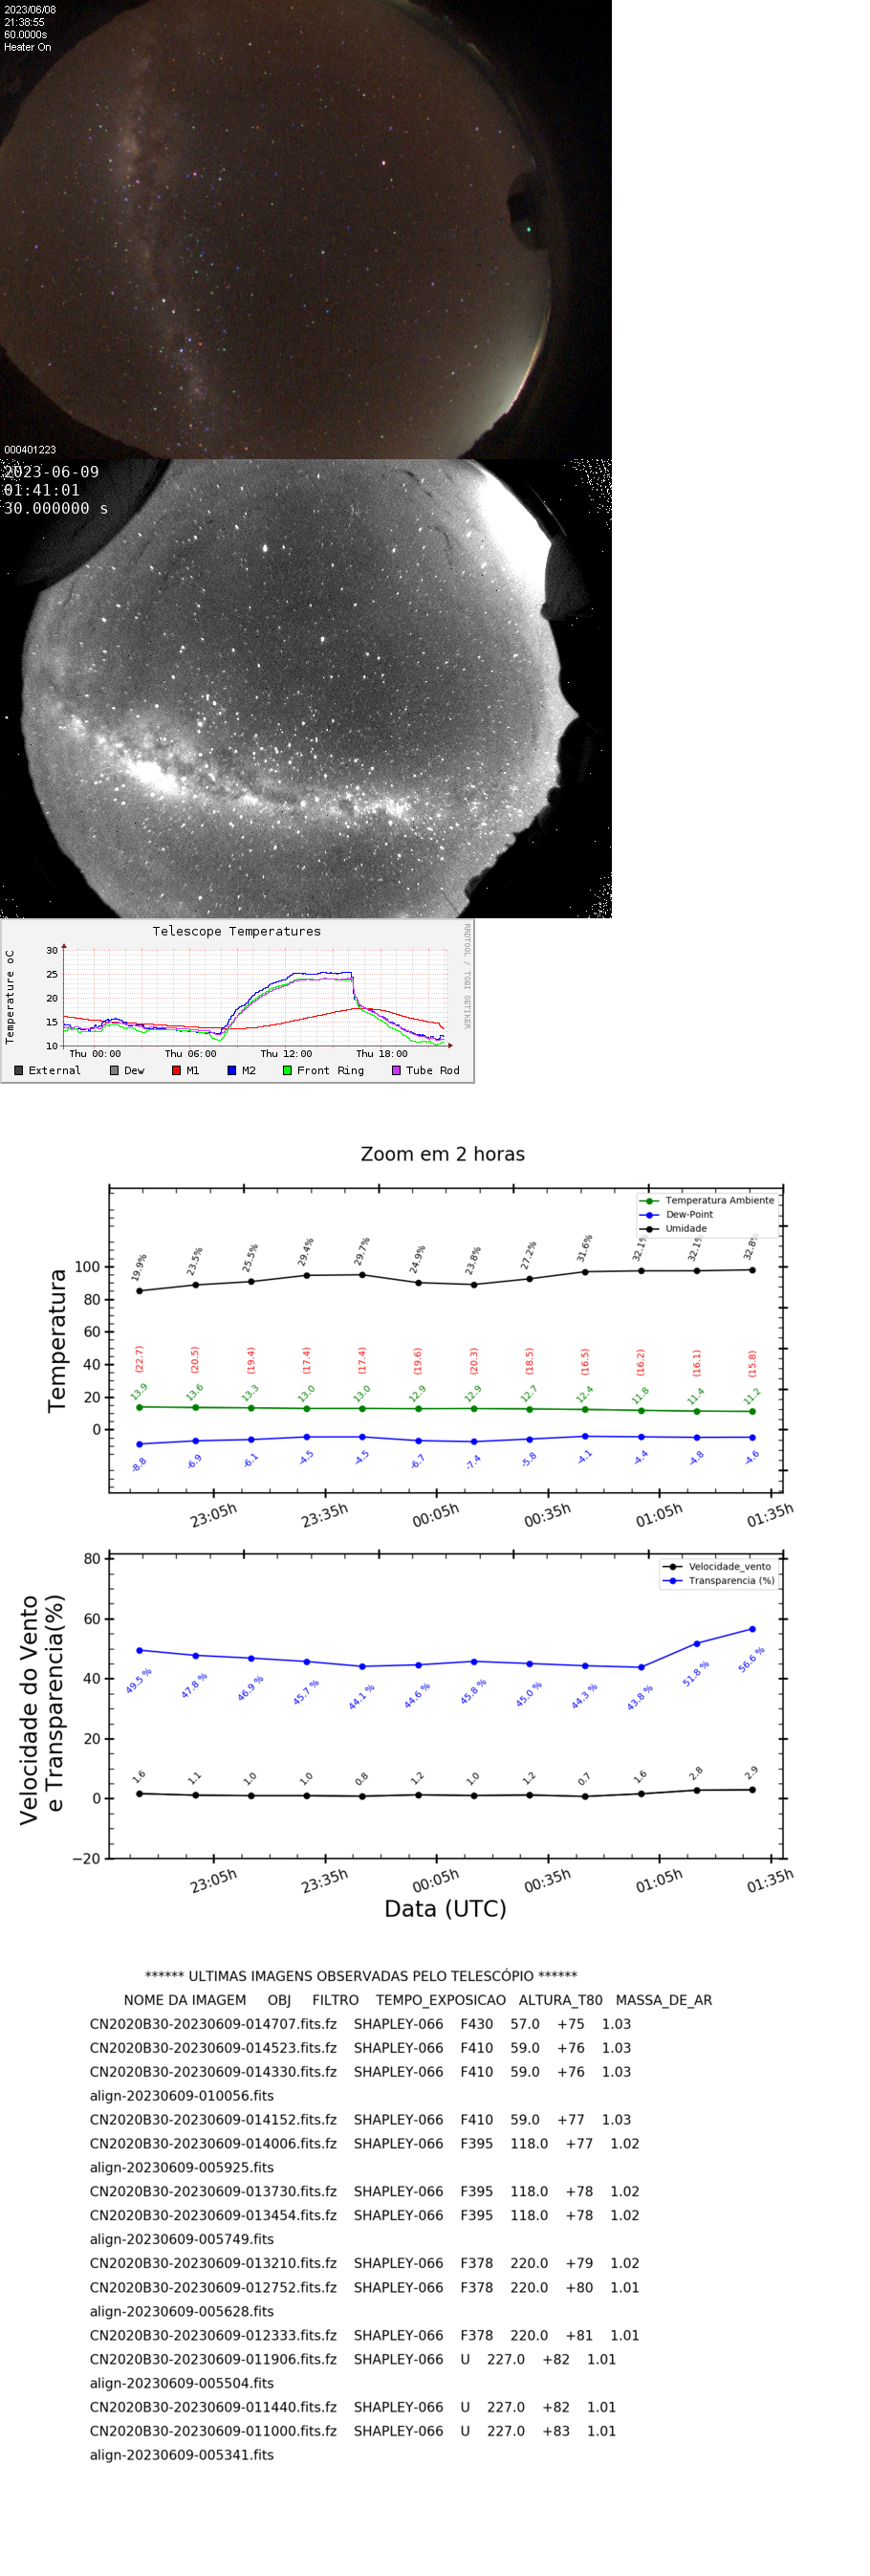 2023/06/08
21:38:55
60.0000s
Heater On
000401223
2023-06-09
01:41:01
30.000000 s
Telescope Temperatures
RRDTOOL / TOBI OETIKER
Temperature oC
30
25
20
15
10
Thu 00:00 Thu 06:00 Thu 12:00 Thu 18:00
External Dew M1 M2 Front Ring Tube Rod
Zoom em 2 horas
Temperatura Ambiente
Dew-Point
Umidade
Temperatura
100
80
60
40
20
0
19.9% 23.5% 25.5% 29.4% 29.7% 24.9% 23.8% 27.2% 31.6% 32.1% 32.1% 32.8%
(22.7) (20.5) (19.4) (17.4) (17.4) (19.6) (20.3) (18.5) (16.5) (16.2) (16.1) (15.8)
13.9 13.6 13.3 13.0 13.0 12.9 12.9 12.7 12.4 11.8 11.4 11.2
-8.8 -6.9 -6.1 -4.5 -4.5 -6.7 -7.4 -5.8 -4.1 -4.4 -4.8 -4.6
23:05h 23:35h 00:05h 00:35h 01:05h 01:35h
Velocidade_vento
Transparencia (%)
Velocidade do Vento
e Transparencia(%)
80
60
40
20
0
−20
49.5 % 47.8 % 46.9 % 45.7 % 44.1 % 44.6 % 45.8 % 45.0 % 44.3 % 43.8 % 51.8 % 56.6 %
1.6 1.1 1.0 1.0 0.8 1.2 1.0 1.2 0.7 1.6 2.8 2.9
23:05h 23:35h 00:05h 00:35h 01:05h 01:35h
Data (UTC)
****** ULTIMAS IMAGENS OBSERVADAS PELO TELESCÓPIO ******
NOME DA IMAGEM OBJ FILTRO TEMPO_EXPOSICAO ALTURA_T80 MASSA_DE_AR
CN2020B30-20230609-014707.fits.fz SHAPLEY-066 F430 57.0 +75 1.03
CN2020B30-20230609-014523.fits.fz SHAPLEY-066 F410 59.0 +76 1.03
CN2020B30-20230609-014330.fits.fz SHAPLEY-066 F410 59.0 +76 1.03
align-20230609-010056.fits
CN2020B30-20230609-014152.fits.fz SHAPLEY-066 F410 59.0 +77 1.03
CN2020B30-20230609-014006.fits.fz SHAPLEY-066 F395 118.0 +77 1.02
align-20230609-005925.fits
CN2020B30-20230609-013730.fits.fz SHAPLEY-066 F395 118.0 +78 1.02
CN2020B30-20230609-013454.fits.fz SHAPLEY-066 F395 118.0 +78 1.02
align-20230609-005749.fits
CN2020B30-20230609-013210.fits.fz SHAPLEY-066 F378 220.0 +79 1.02
CN2020B30-20230609-012752.fits.fz SHAPLEY-066 F378 220.0 +80 1.01
align-20230609-005628.fits
CN2020B30-20230609-012333.fits.fz SHAPLEY-066 F378 220.0 +81 1.01
CN2020B30-20230609-011906.fits.fz SHAPLEY-066 U 227.0 +82 1.01
align-20230609-005504.fits
CN2020B30-20230609-011440.fits.fz SHAPLEY-066 U 227.0 +82 1.01
CN2020B30-20230609-011000.fits.fz SHAPLEY-066 U 227.0 +83 1.01
align-20230609-005341.fits